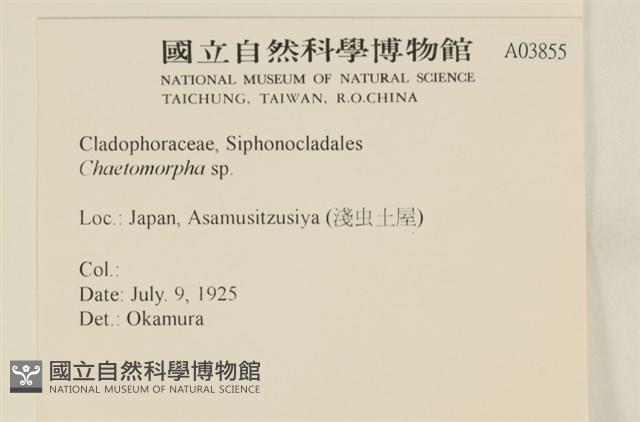 國立自然科學博物館
A03855
NATIONAL MUSEUM OF NATURAL SCIENCE
TAICHUNG, TAIWAN, R.O.CHINA
Cladophoraceae, Siphonocladales
Chaetomorpha sp.
Loc.: Japan, Asamusitzusiya (淺虫土屋)
Col.:
Date: July. 9, 1925
Det.: Okamura
國立自然科學博物館
NATIONAL MUSEUM OF NATURAL SCIENCE